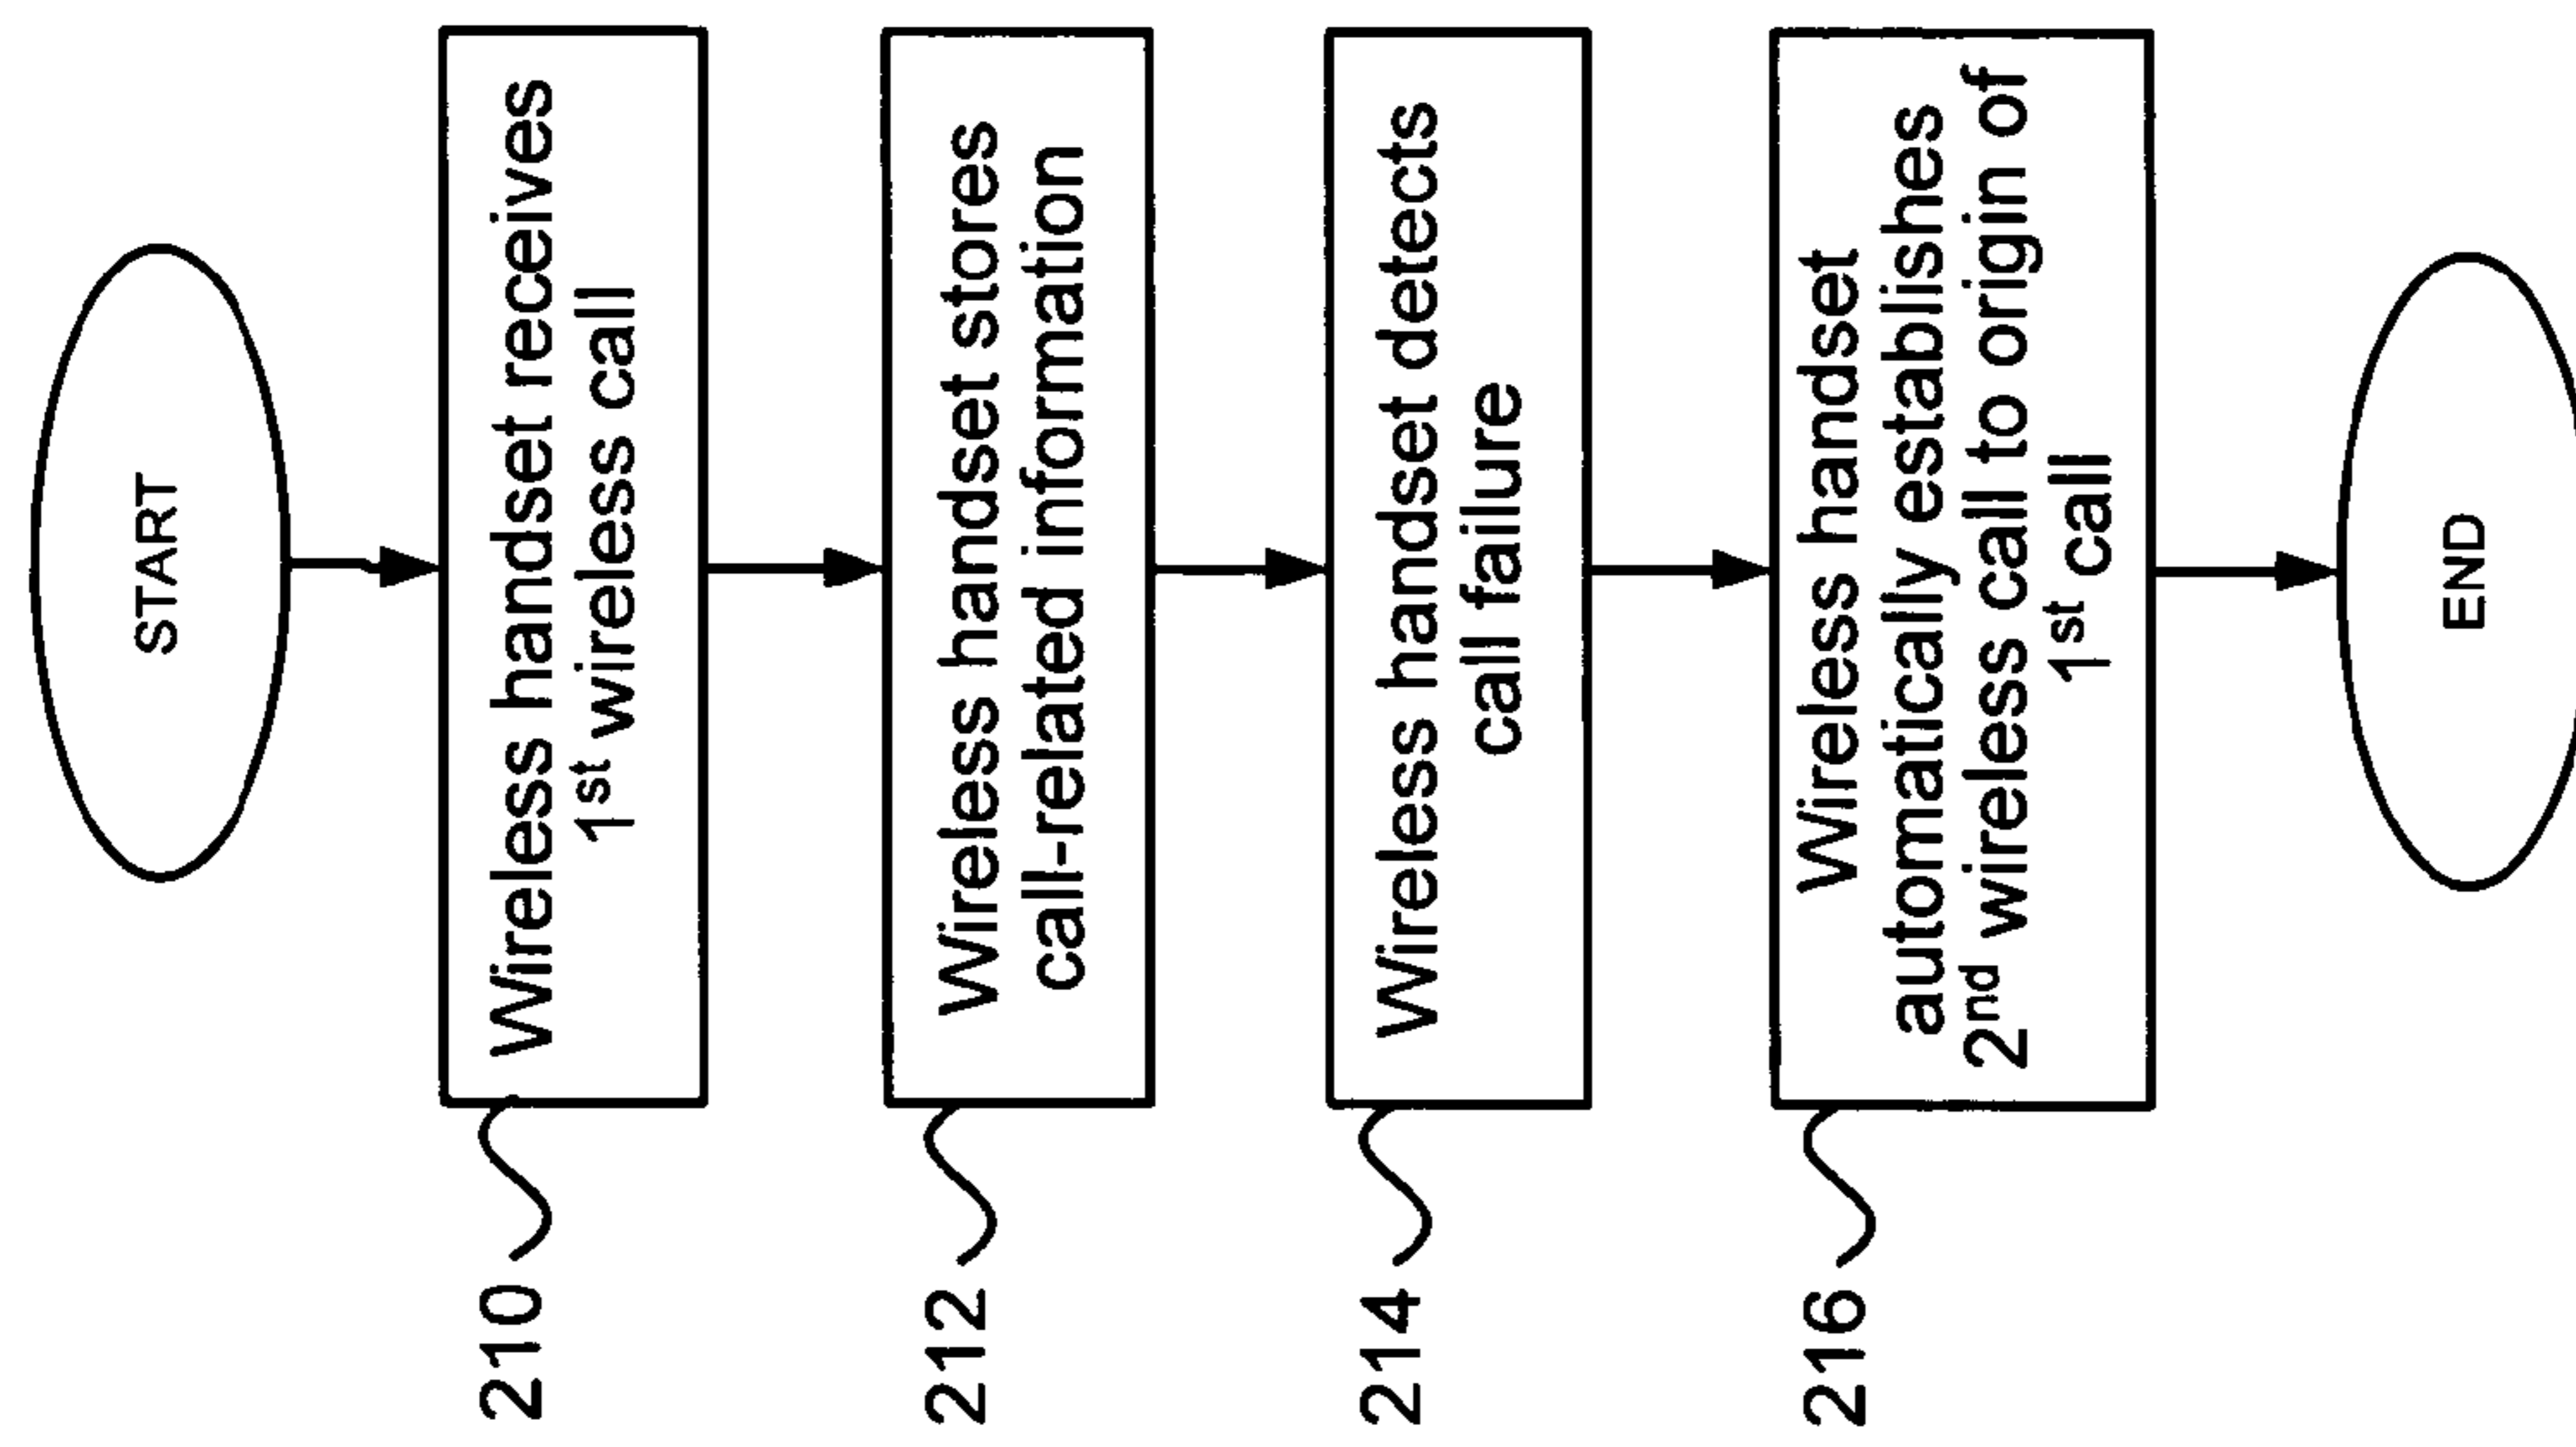 START
210
Wireless handset receives
1st wireless call
212
Wireless handset stores
call-related information
214
Wireless handset detects
call failure
216
Wireless handset
automatically establishes
2nd wireless call to origin of
1st call
END